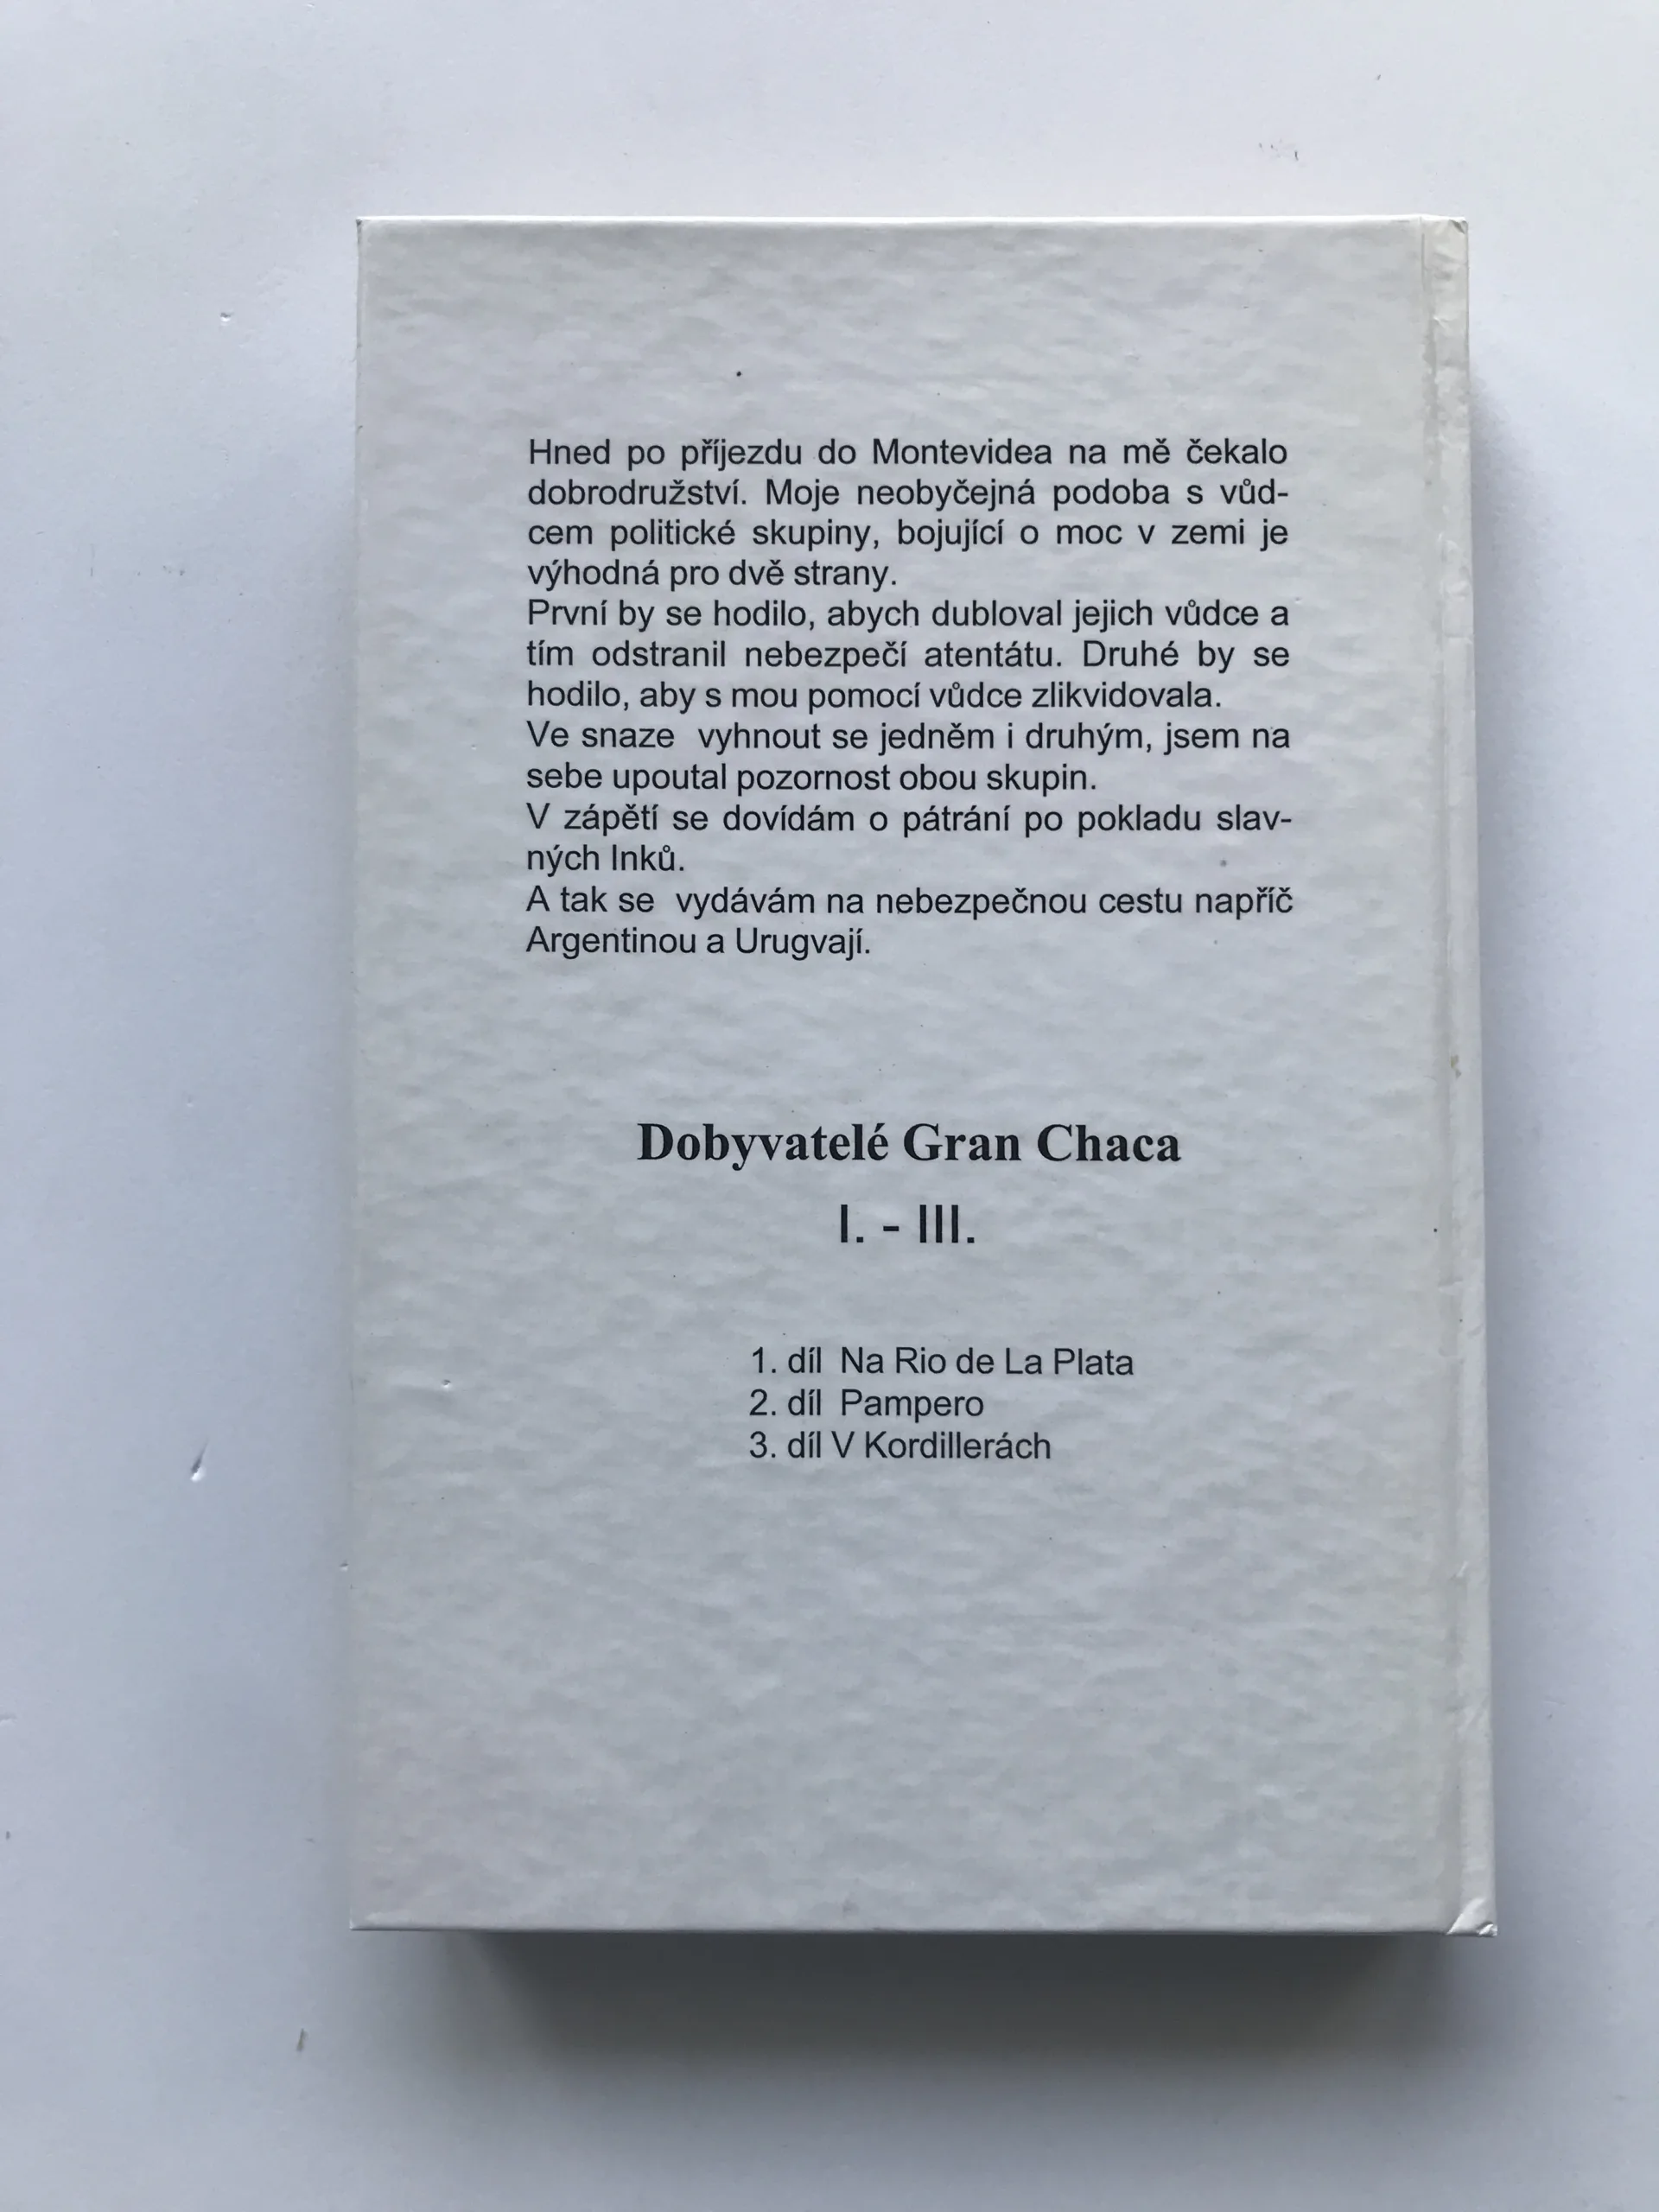 Hned po příjezdu do Montevidea na mě čekalo
dobrodružství. Moje neobyčejná podoba s vůd-
cem politické skupiny, bojující o moc v zemi je
výhodná pro dvě strany.
První by se hodilo, abych dubloval jejich vůdce a
tím odstranil nebezpečí atentátu. Druhé by se
hodilo, aby s mou pomocí vůdce zlikvidovala.
Ve snaze  vyhnout se jedněm i druhým, jsem na
sebe upoutal pozornost obou skupin.
V zápětí se dovídám o pátrání po pokladu slav-
ných Inků.
A tak se  vydávám na nebezpečnou cestu napříč
Argentinou a Urugvají.
Dobyvatelé Gran Chaca
I. - III.
1. díl  Na Rio de La Plata
2. díl  Pampero
3. díl V Kordillerách